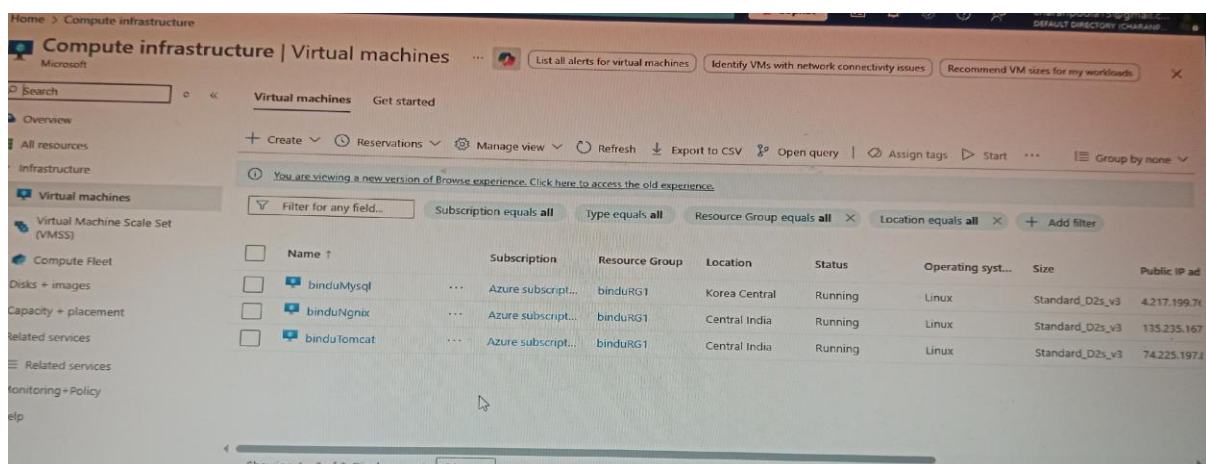 Home > Compute infrastructure
DEFAULT DIRECTORY (CHARANP...
Compute infrastructure | Virtual machines ...
Microsoft
List all alerts for virtual machines
Identify VMs with network connectivity issues
Recommend VM sizes for my workloads
Search
Virtual machines Get started
Overview
All resources
Infrastructure
Virtual machines
Virtual Machine Scale Set
(VMSS)
Compute Fleet
Disks + images
Capacity + placement
Related services
Related services
Monitoring+Policy
elp
+ Create Reservations Manage view Refresh Export to CSV Open query | Assign tags Start ... Group by none
You are viewing a new version of Browse experience. Click here to access the old experience.
Filter for any field... Subscription equals all Type equals all Resource Group equals all Location equals all + Add filter
Name ↑ Subscription Resource Group Location Status Operating syst... Size Public IP ad
binduMysql ... Azure subscript... binduRG1 Korea Central Running Linux Standard_D2s_v3 4.217.199.76
binduNgnix ... Azure subscript... binduRG1 Central India Running Linux Standard_D2s_v3 135.235.167
binduTomcat ... Azure subscript... binduRG1 Central India Running Linux Standard_D2s_v3 74.225.197.